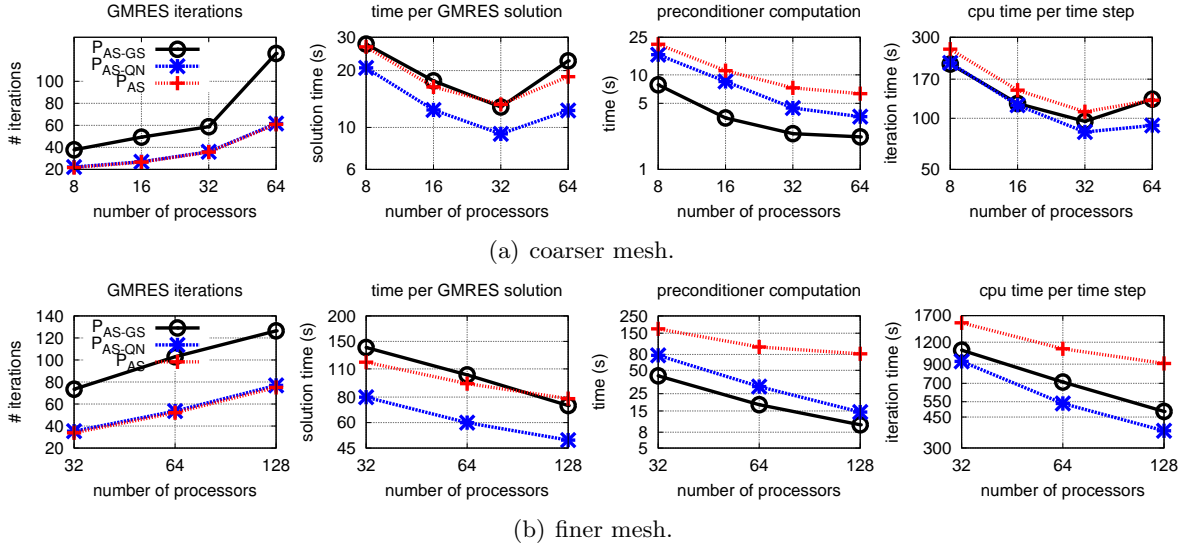 GMRES iterations
# iterations
100
80
60
40
20
8 16 32 64
number of processors
P_AS-GS
P_AS-QN
P_AS
time per GMRES solution
solution time (s)
30
20
10
6
8 16 32 64
number of processors
preconditioner computation
time (s)
25
10
5
1
8 16 32 64
number of processors
cpu time per time step
iteration time (s)
300
170
100
50
8 16 32 64
number of processors
(a) coarser mesh.
GMRES iterations
# iterations
140
120
100
80
60
40
20
32 64 128
number of processors
P_AS-GS
P_AS-QN
P_AS
time per GMRES solution
solution time (s)
200
150
110
80
60
45
32 64 128
number of processors
preconditioner computation
time (s)
250
150
80
50
25
15
8
5
32 64 128
number of processors
cpu time per time step
iteration time (s)
1700
1200
900
700
550
450
300
32 64 128
number of processors
(b) finer mesh.